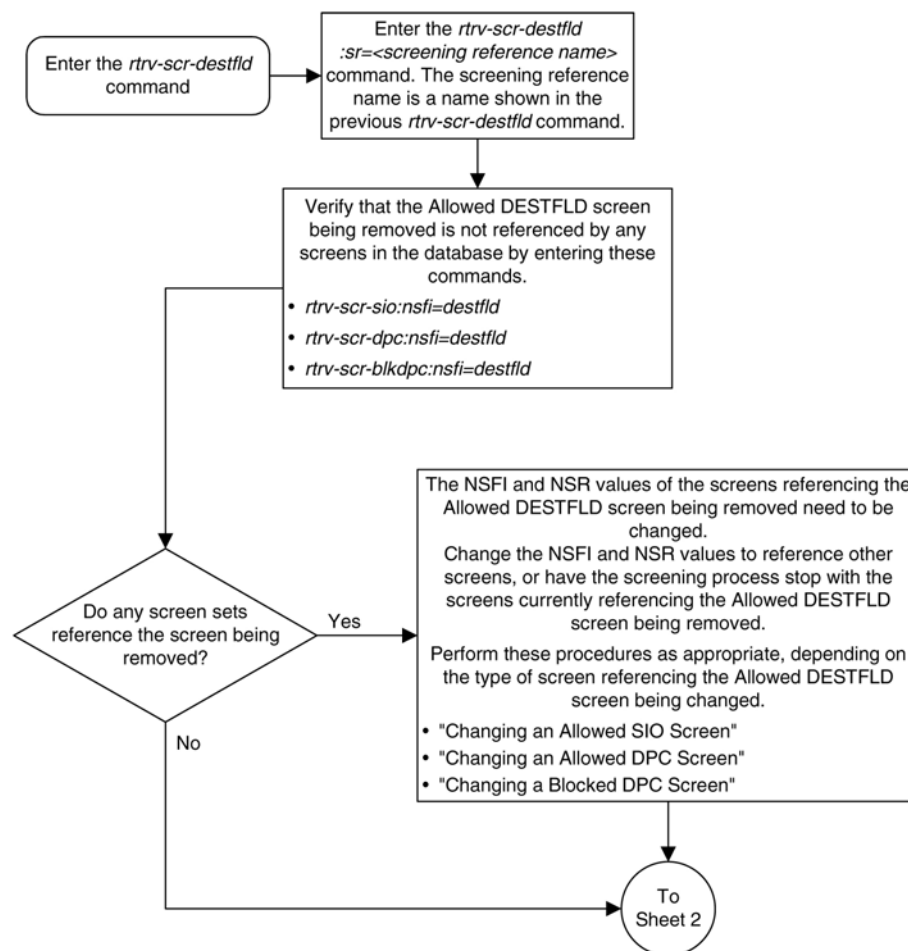 Enter the rtrv-scr-destfld
command
Enter the rtrv-scr-destfld
:sr=<screening reference name>
command. The screening reference
name is a name shown in the
previous rtrv-scr-destfld command.
Verify that the Allowed DESTFLD screen
being removed is not referenced by any
screens in the database by entering these
commands.
• rtrv-scr-sio:nsfi=destfld
• rtrv-scr-dpc:nsfi=destfld
• rtrv-scr-blkdpc:nsfi=destfld
Do any screen sets
reference the screen being
removed?
Yes
No
The NSFI and NSR values of the screens referencing the
Allowed DESTFLD screen being removed need to be
changed.
Change the NSFI and NSR values to reference other
screens, or have the screening process stop with the
screens currently referencing the Allowed DESTFLD
screen being removed.
Perform these procedures as appropriate, depending on
the type of screen referencing the Allowed DESTFLD
screen being changed.
• "Changing an Allowed SIO Screen"
• "Changing an Allowed DPC Screen"
• "Changing a Blocked DPC Screen"
To
Sheet 2